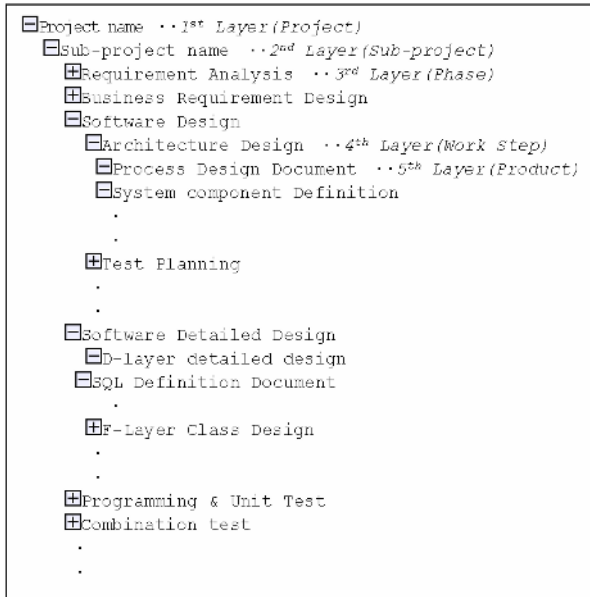 Project name ··1st Layer(Project)
Sub-project name ··2nd Layer(Sub-project)
Requirement Analysis ··3rd Layer(Phase)
Business Requirement Design
Software Design
Architecture Design ··4th Layer(Work Step)
Process Design Document ··5th Layer(Product)
System component Definition
.
.
Test Planning
.
.
Software Detailed Design
D-layer detailed design
SQL Definition Document
.
F-Layer Class Design
.
.
Programming & Unit Test
Combination test
.
.